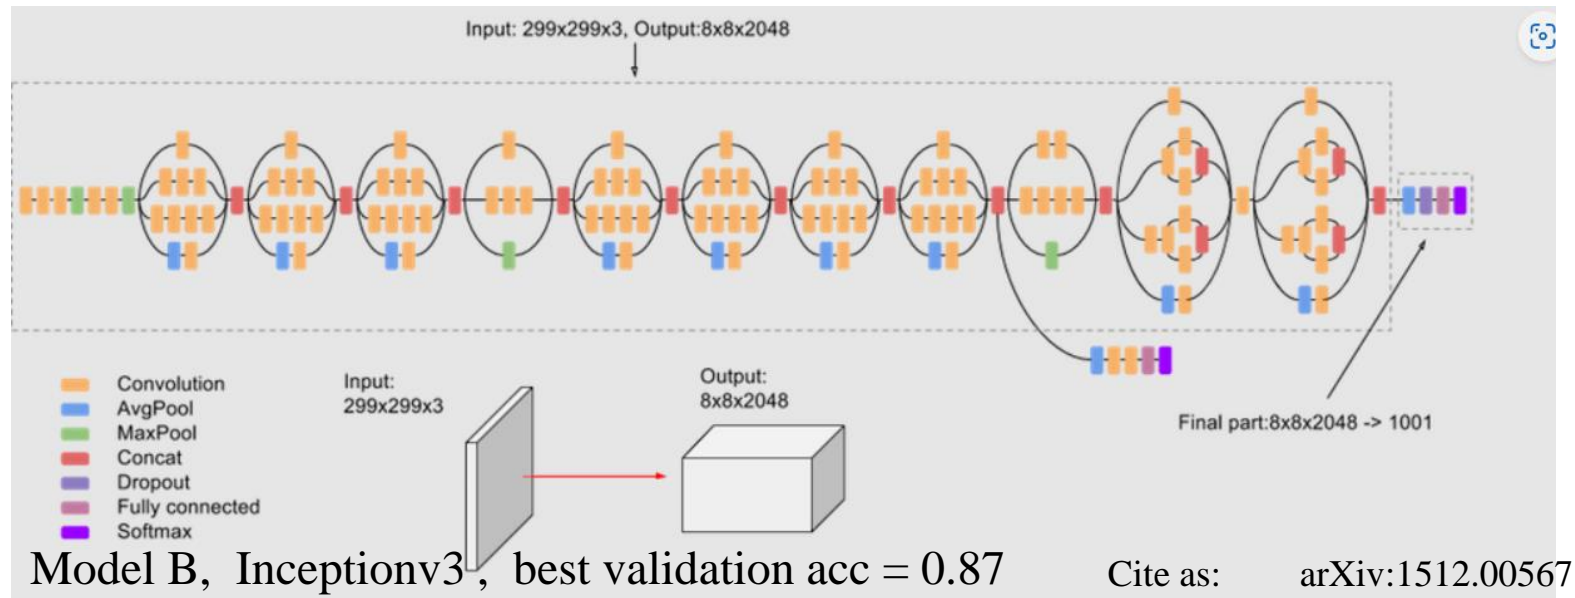 Input: 299x299x3, Output:8x8x2048
Convolution
AvgPool
MaxPool
Concat
Dropout
Fully connected
Softmax
Input:
299x299x3
Output:
8x8x2048
Final part:8x8x2048 -> 1001
Model B, Inceptionv3 , best validation acc = 0.87 Cite as: arXiv:1512.00567